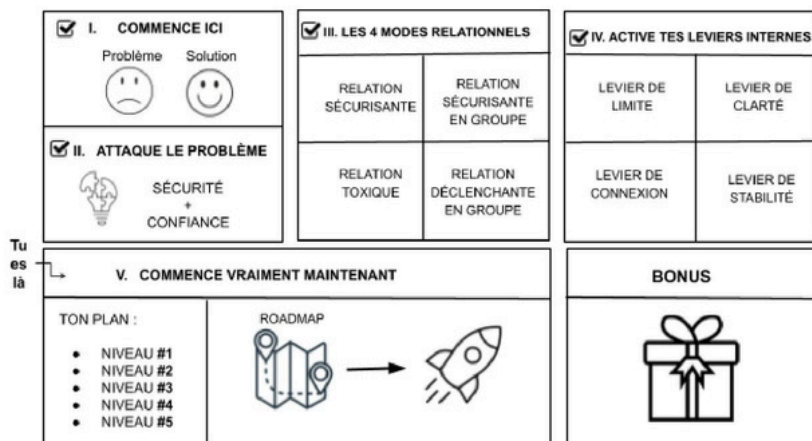 I. COMMENCE ICI
Problème Solution
II. ATTAQUE LE PROBLÈME
SÉCURITÉ
+
CONFIANCE
III. LES 4 MODES RELATIONNELS
RELATION
SÉCURISANTE
RELATION
SÉCURISANTE
EN GROUPE
RELATION
TOXIQUE
RELATION
DÉCLENCHANTE
EN GROUPE
IV. ACTIVE TES LEVIERS INTERNES
LEVIER DE
LIMITE
LEVIER DE
CLARTÉ
LEVIER DE
CONNEXION
LEVIER DE
STABILITÉ
Tu
es
là
V. COMMENCE VRAIMENT MAINTENANT
TON PLAN :
• NIVEAU #1
• NIVEAU #2
• NIVEAU #3
• NIVEAU #4
• NIVEAU #5
ROADMAP
BONUS